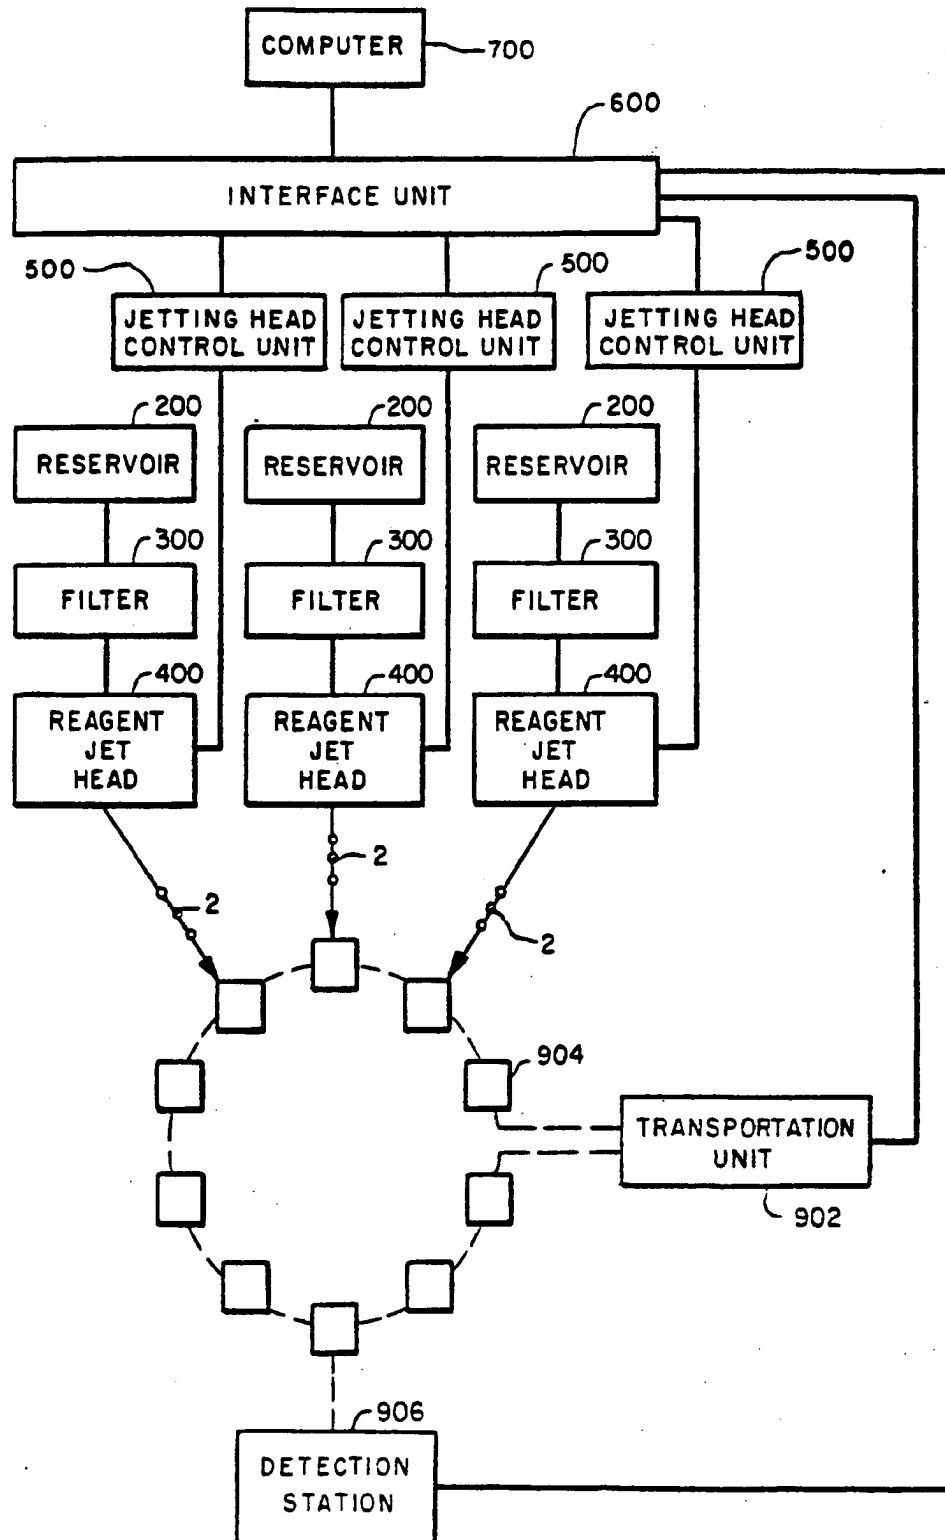 COMPUTER
700
600
INTERFACE UNIT
500
500
500
JETTING HEAD
CONTROL UNIT
JETTING HEAD
CONTROL UNIT
JETTING HEAD
CONTROL UNIT
200
200
200
RESERVOIR
RESERVOIR
RESERVOIR
300
300
300
FILTER
FILTER
FILTER
400
400
400
REAGENT
JET
HEAD
REAGENT
JET
HEAD
REAGENT
JET
HEAD
2
2
2
904
TRANSPORTATION
UNIT
902
906
DETECTION
STATION